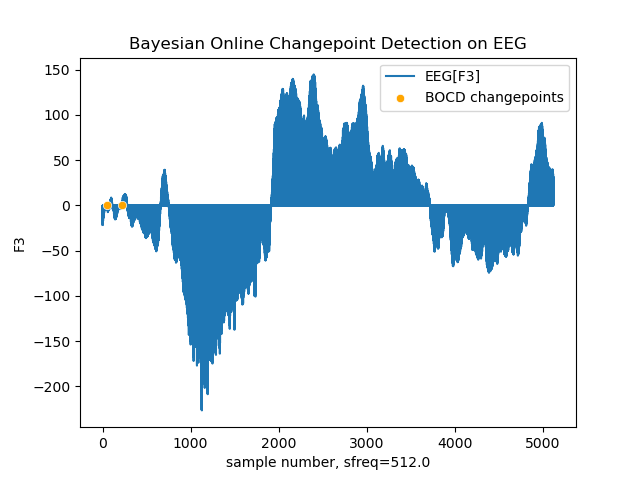 Bayesian Online Changepoint Detection on EEG
EEG[F3]
BOCD changepoints
150
100
50
0
−50
−100
−150
−200
F3
0 1000 2000 3000 4000 5000
sample number, sfreq=512.0